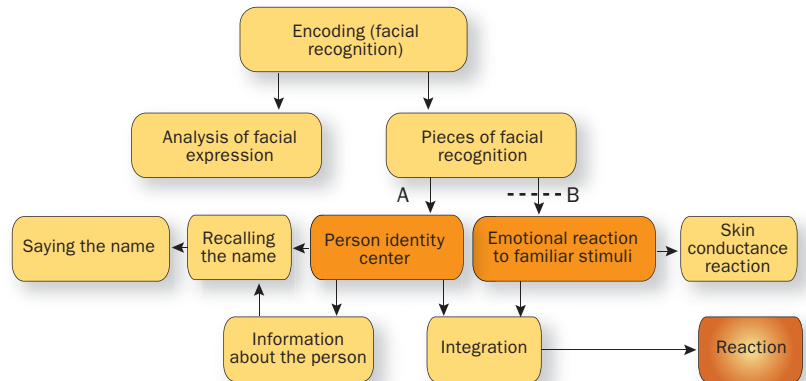 Encoding (facial
recognition)
Analysis of facial
expression
Pieces of facial
recognition
A
B
Saying the name
Recalling
the name
Person identity
center
Emotional reaction
to familiar stimuli
Skin
conductance
reaction
Information
about the person
Integration
Reaction